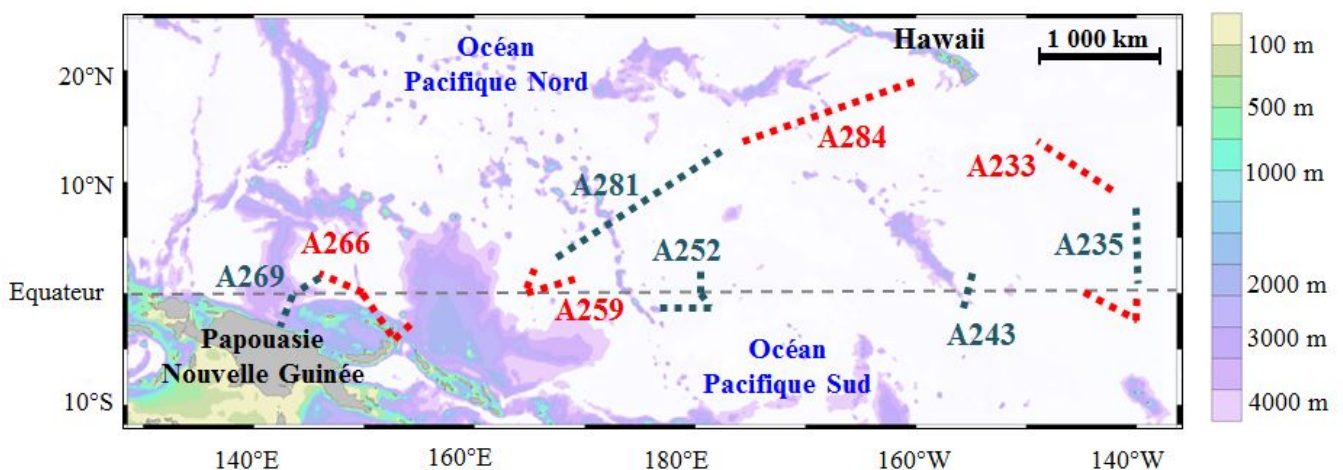 Océan
Pacifique Nord
Hawaii
1 000 km
100 m
20°N
500 m
A284
A233
1000 m
10°N
A281
A266
A252
A235
A269
2000 m
Equateur
A259
3000 m
Papouasie
Nouvelle Guinée
Océan
Pacifique Sud
A243
10°S
4000 m
140°E
160°E
180°E
160°W
140°W